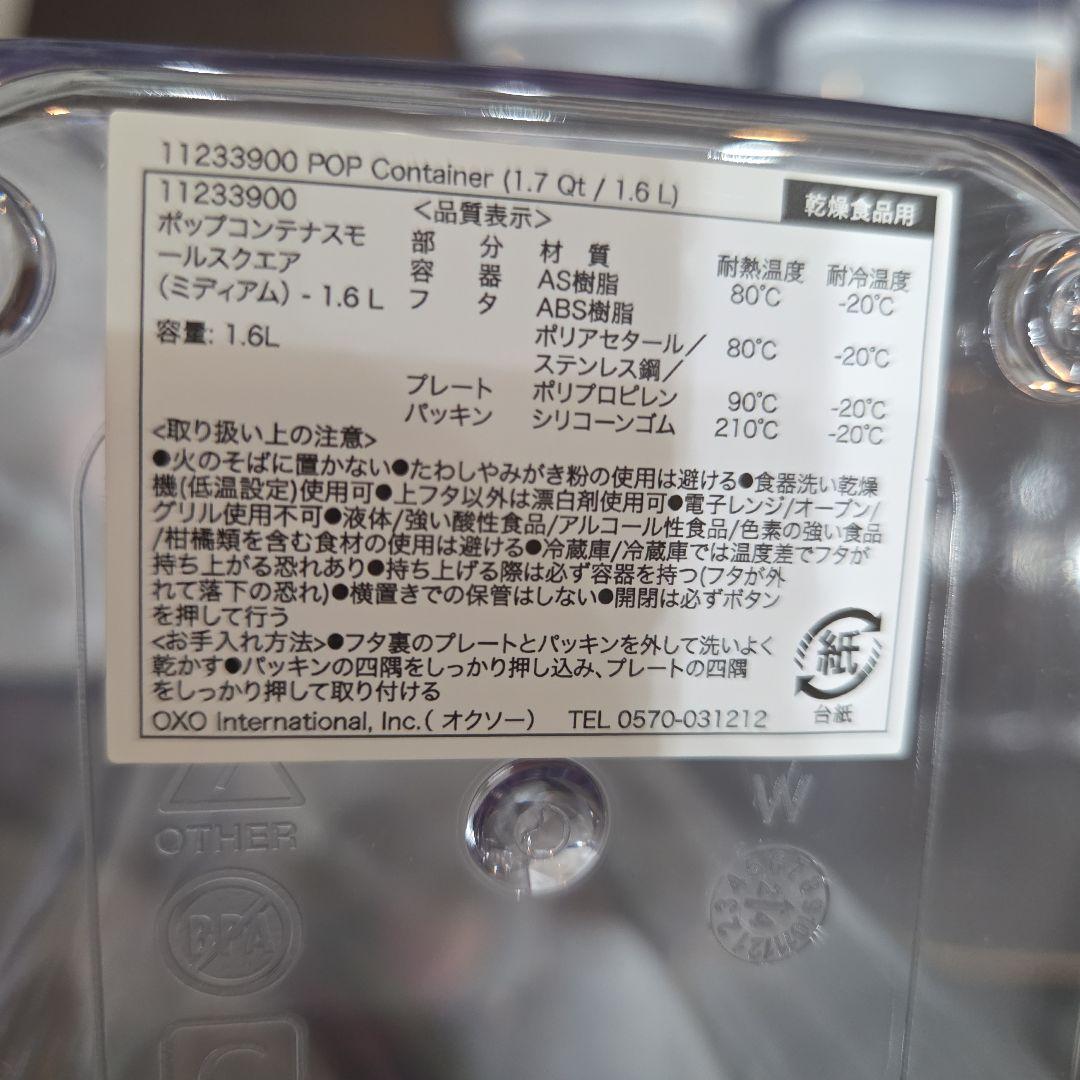 11233900 POP Container (1.7 Qt / 1.6 L)
乾燥食品用
11233900
ポップコンテナスモ
ールスクエア
(ミディアム) - 1.6 L
容量: 1.6L
<品質表示>
部 分 材 質 耐熱温度 耐冷温度
容 器 AS樹脂 80℃ -20℃
フ タ ABS樹脂
ポリアセタール/ 80℃ -20℃
ステンレス鋼/
プレート ポリプロピレン 90℃ -20℃
パッキン シリコーンゴム 210℃ -20℃
<取り扱い上の注意>
●火のそばに置かない●たわしやみがき粉の使用は避ける●食器洗い乾燥
機(低温設定)使用可●上フタ以外は漂白剤使用可●電子レンジ/オーブン/
グリル使用不可●液体/強い酸性食品/アルコール性食品/色素の強い食品
/柑橘類を含む食材の使用は避ける●冷蔵庫/冷蔵庫では温度差でフタが
持ち上がる恐れあり●持ち上げる際は必ず容器を持つ(フタが外
れて落下の恐れ)●横置きでの保管はしない●開閉は必ずボタン
を押して行う
<お手入れ方法>●フタ裏のプレートとパッキンを外して洗いよく
乾かす●パッキンの四隅をしっかり押し込み、プレートの四隅
をしっかり押して取り付ける
OXO International, Inc.( オクソー) TEL 0570-031212
紙
台紙
7
OTHER
BPA
W